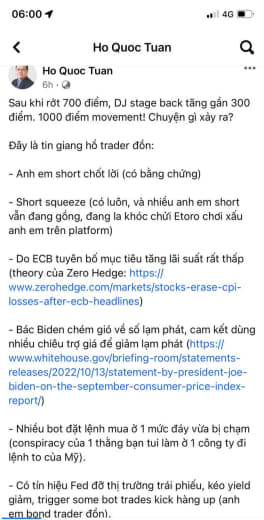 06:00
4G
Ho Quoc Tuan
Ho Quoc Tuan
6h
Sau khi rớt 700 điểm, DJ stage back tăng gần 300
điểm. 1000 điểm movement! Chuyện gì xảy ra?
Đây là tin giang hồ trader đồn:
- Anh em short chốt lời (có bằng chứng)
- Short squeeze (có luôn, và nhiều anh em short
vẫn đang gồng, đang la khóc chửi Etoro chơi xấu
anh em trên platform)
- Do ECB tuyên bố mục tiêu tăng lãi suất rất thấp
(theory của Zero Hedge: https://
www.zerohedge.com/markets/stocks-erase-cpi-
losses-after-ecb-headlines)
- Bác Biden chém gió về số lạm phát, cam kết dùng
nhiều chiêu trợ giá để giảm lạm phát (https://
www.whitehouse.gov/briefing-room/statements-
releases/2022/10/13/statement-by-president-joe-
biden-on-the-september-consumer-price-index-
report/)
- Nhiều bot đặt lệnh mua ở 1 mức đáy vừa bị chạm
(conspiracy của 1 thằng bạn tui làm ở 1 công ty đi
lệnh to của Mỹ).
- Có tín hiệu Fed đỡ thị trường trái phiếu, kéo yield
giảm, trigger some bot trades kick hàng up (anh
em bond trader đồn).